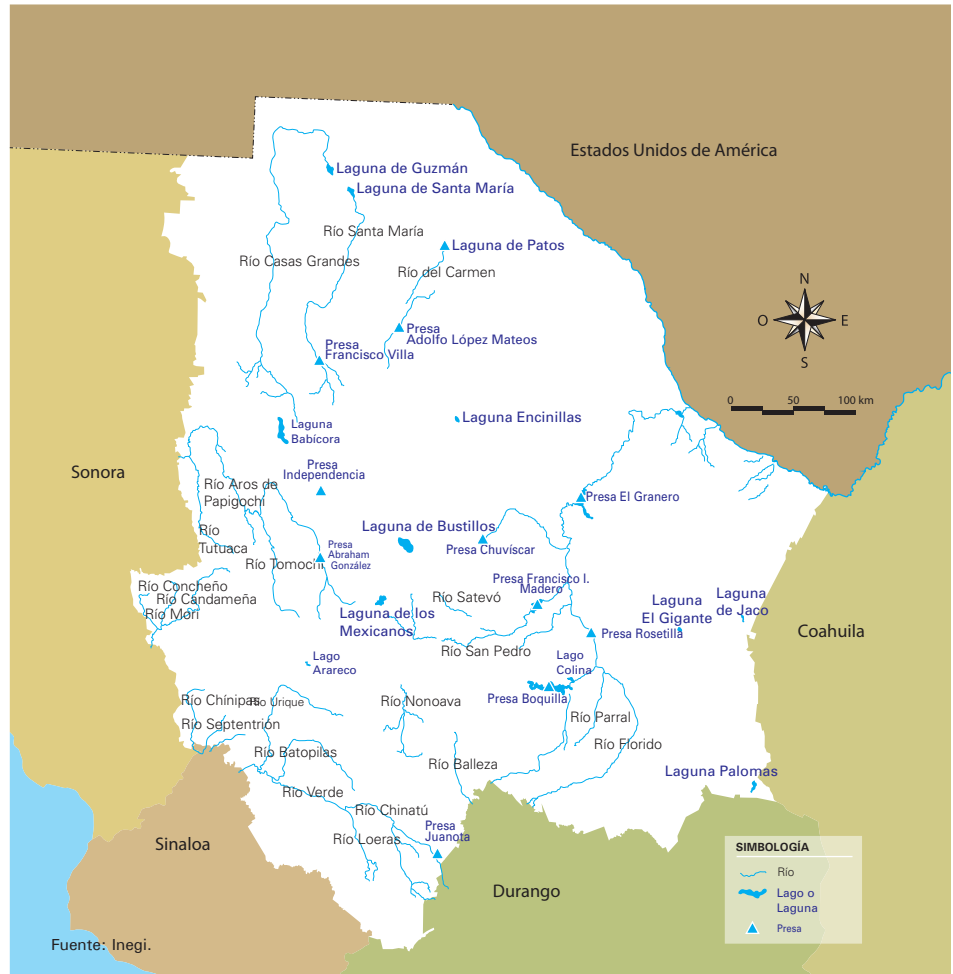 Estados Unidos de América
Laguna de Guzmán
Laguna de Santa María
Río Santa María
Laguna de Patos
Río Casas Grandes
Río del Carmen
N
O
E
S
Presa
Adolfo López Mateos
Presa
Francisco Villa
0
50
100 km
Laguna Encinillas
Laguna
Babícora
Sonora
Presa
Independencia
Río Aros de
Papigochi
Presa El Granero
Laguna de Bustillos
Río
Tutuaca
Presa Chuvíscar
Presa
Abraham
González
Río Tomochi
Río Concheño
Río Candameña
Río Mori
Presa Francisco I.
Madero
Río Satevó
Laguna de los
Mexicanos
Laguna
El Gigante
Laguna
de Jaco
Presa Rosetilla
Coahuila
Río San Pedro
Lago
Arareco
Lago
Colina
Presa Boquilla
Río Chínipas
Río Urique
Río Nonoava
Río Septentrión
Río Parral
Río Florido
Río Batopilas
Río Balleza
Laguna Palomas
Río Verde
Río Chinatú
Río Loeras
Presa
Juanota
Sinaloa
Durango
SIMBOLOGÍA
Río
Lago o
Laguna
Presa
Fuente: Inegi.